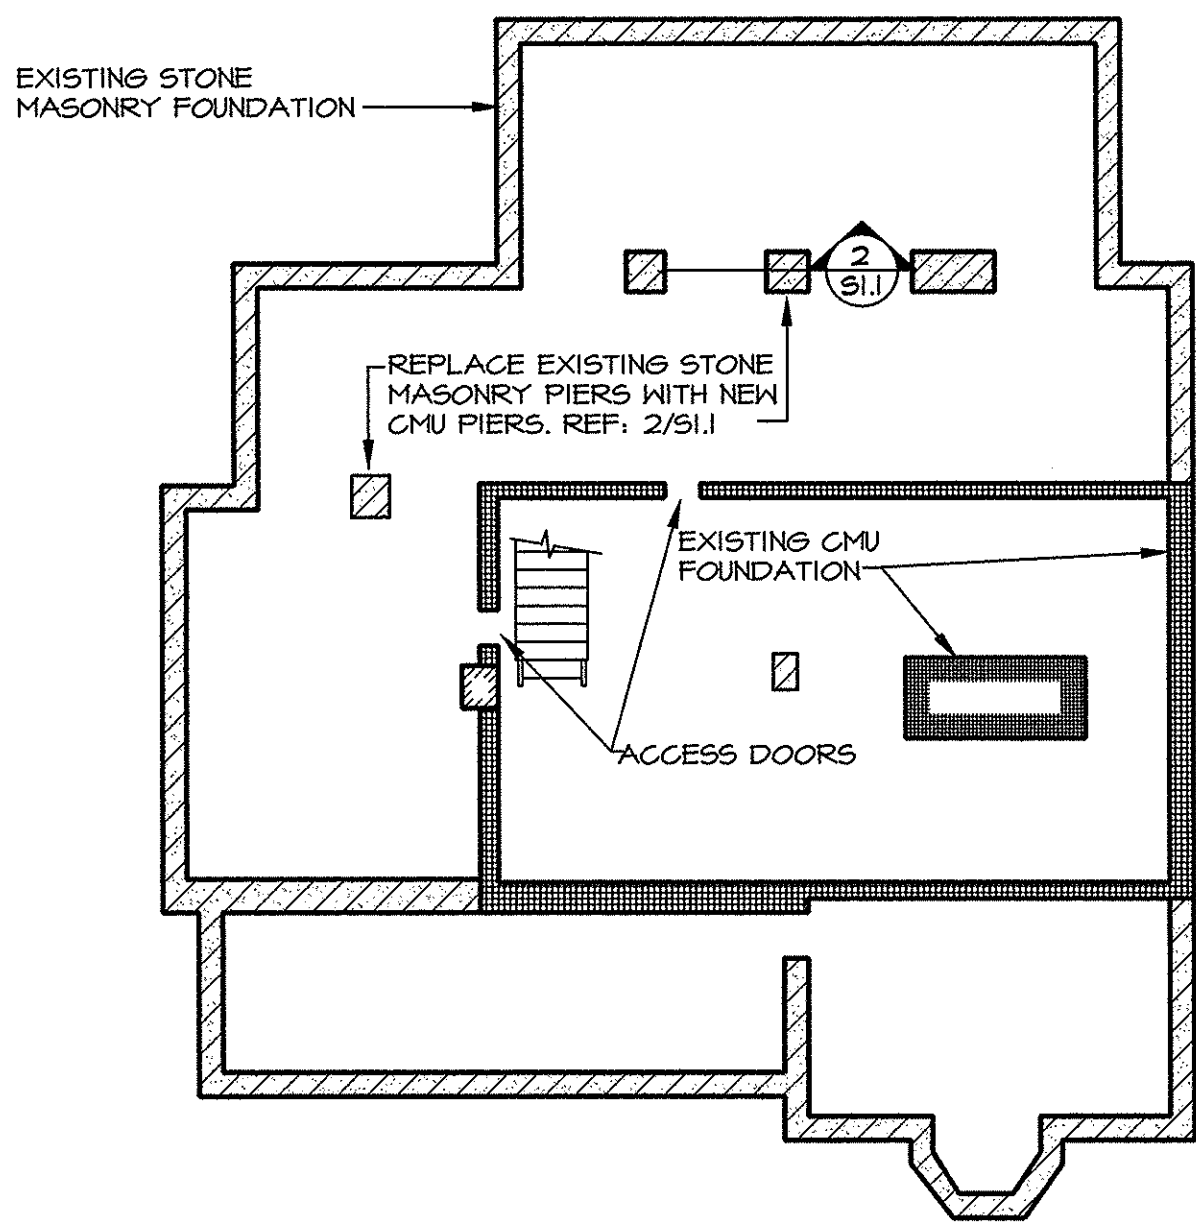 EXISTING STONE
MASONRY FOUNDATION
2
S1.1
REPLACE EXISTING STONE
MASONRY PIERS WITH NEW
CMU PIERS. REF: 2/S1.1
EXISTING CMU
FOUNDATION
ACCESS DOORS